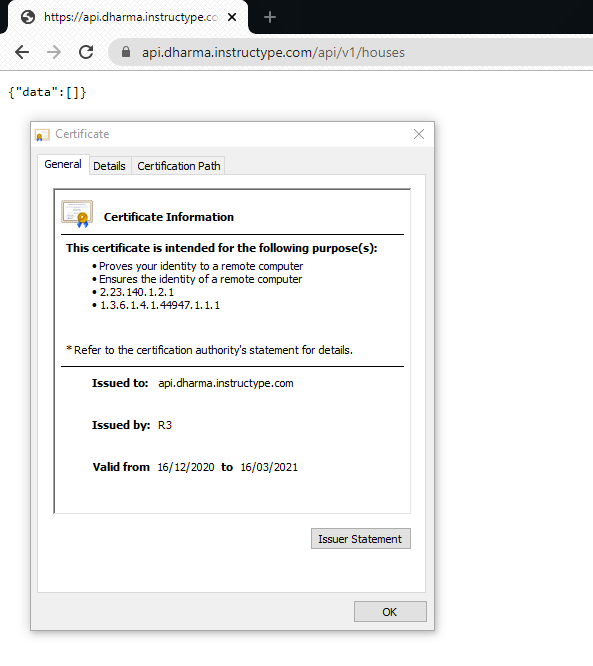 https://api.dharma.instructype.co
api.dharma.instructype.com/api/v1/houses
{"data":[]}
Certificate
General Details Certification Path
Certificate Information
This certificate is intended for the following purpose(s):
• Proves your identity to a remote computer
• Ensures the identity of a remote computer
• 2.23.140.1.2.1
• 1.3.6.1.4.1.44947.1.1.1
* Refer to the certification authority's statement for details.
Issued to: api.dharma.instructype.com
Issued by: R3
Valid from 16/12/2020 to 16/03/2021
Issuer Statement
OK